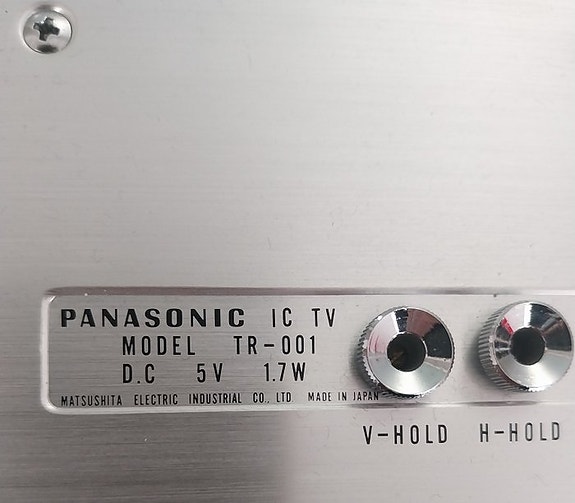 PANASONIC IC TV
MODEL TR-001
D.C 5V 1.7W
MATSUSHITA ELECTRIC INDUSTRIAL CO., LTD MADE IN JAPAN
V-HOLD H-HOLD